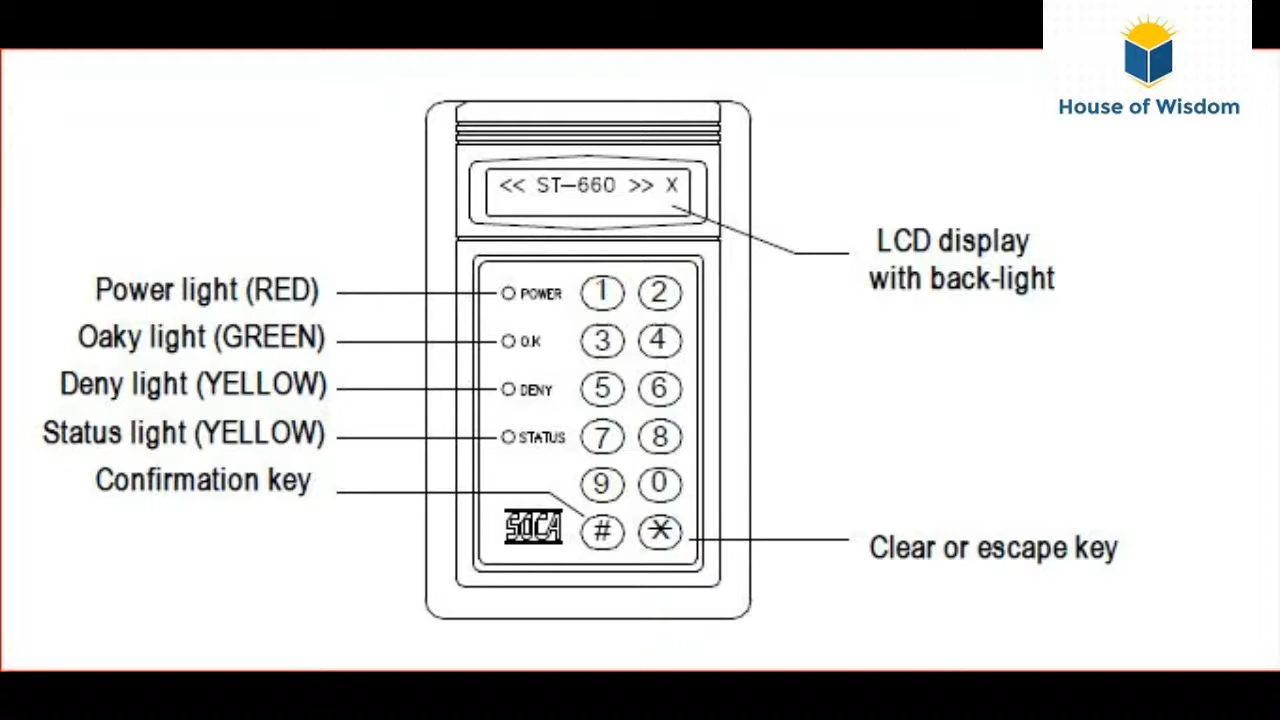 House of Wisdom
<< ST-660 >> X
LCD display
with back-light
Power light (RED)
POWER
1 2
Oaky light (GREEN)
O.K
3 4
Deny light (YELLOW)
DENY
5 6
Status light (YELLOW)
STATUS
7 8
Confirmation key
9 0
SOCA
# *
Clear or escape key